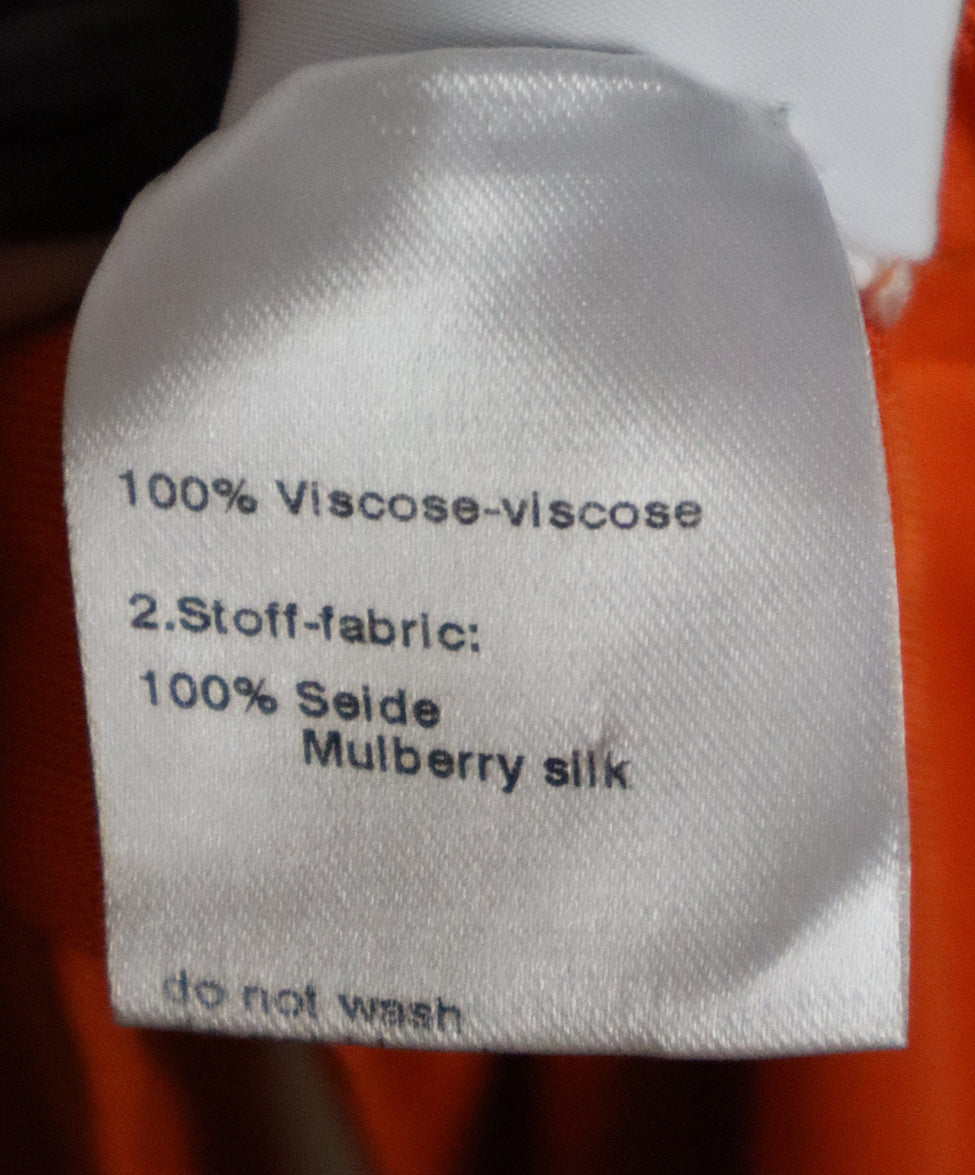 100% Viscose-viscose
2.Stoff-fabric:
100% Seide
Mulberry silk
do not wash